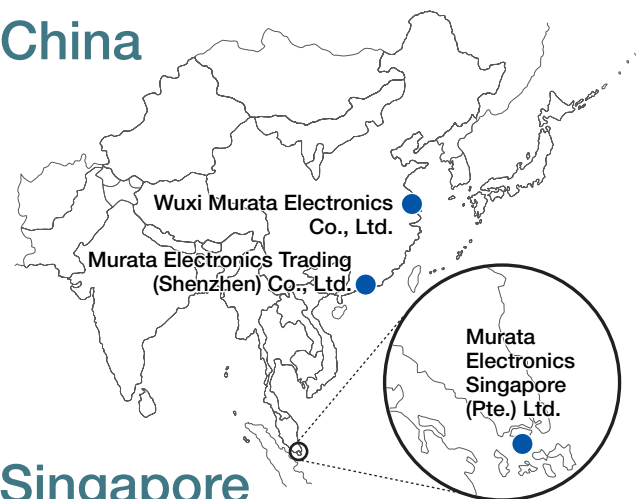 China
Wuxi Murata Electronics
Co., Ltd.
Murata Electronics Trading
(Shenzhen) Co., Ltd.
Murata
Electronics
Singapore
(Pte.) Ltd.
Singapore